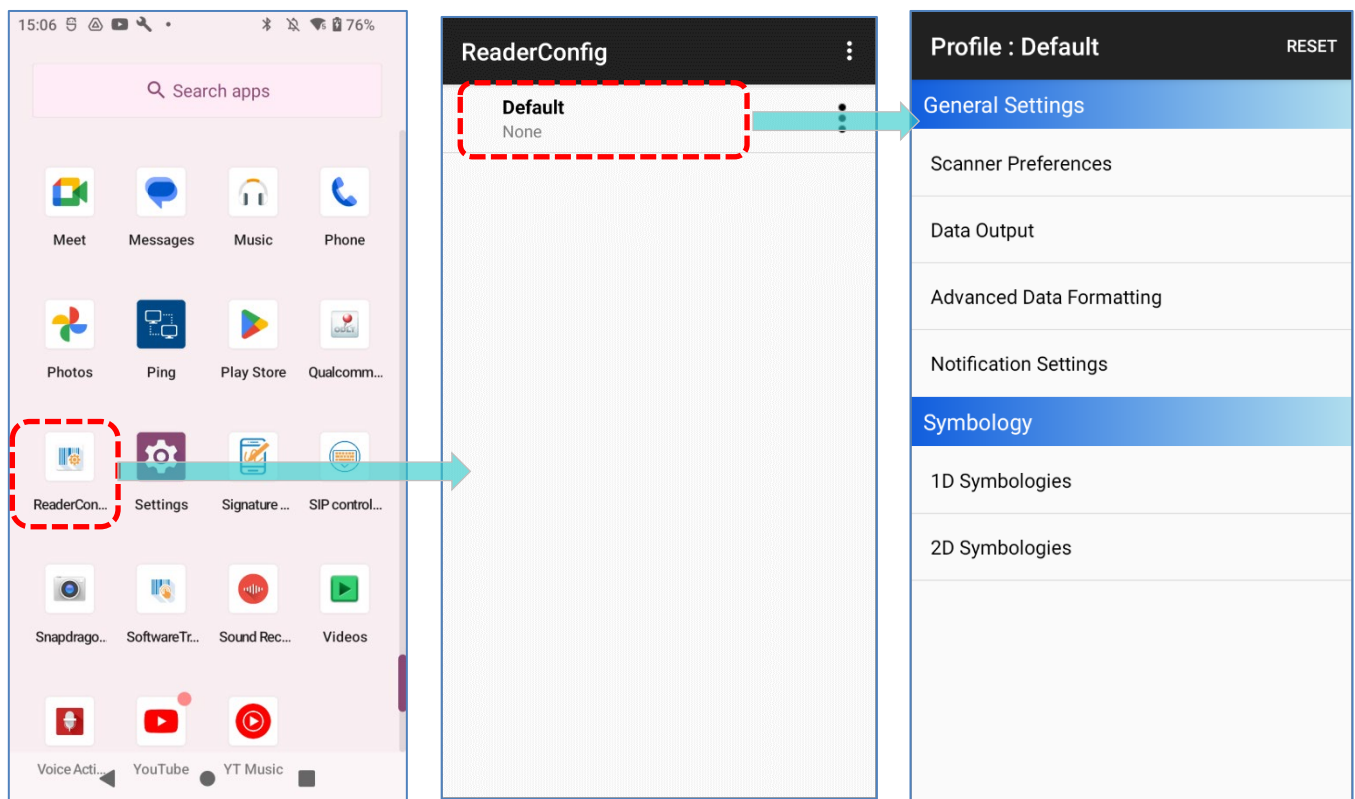 15:06
76%
Search apps
Meet
Messages
Music
Phone
Photos
Ping
Play Store
Qualcomm...
ReaderCon...
Settings
Signature ...
SIP control...
Snapdrago..
SoftwareTr...
Sound Rec...
Videos
Voice Acti...
YouTube
YT Music
ReaderConfig
Default
None
Profile : Default
RESET
General Settings
Scanner Preferences
Data Output
Advanced Data Formatting
Notification Settings
Symbology
1D Symbologies
2D Symbologies